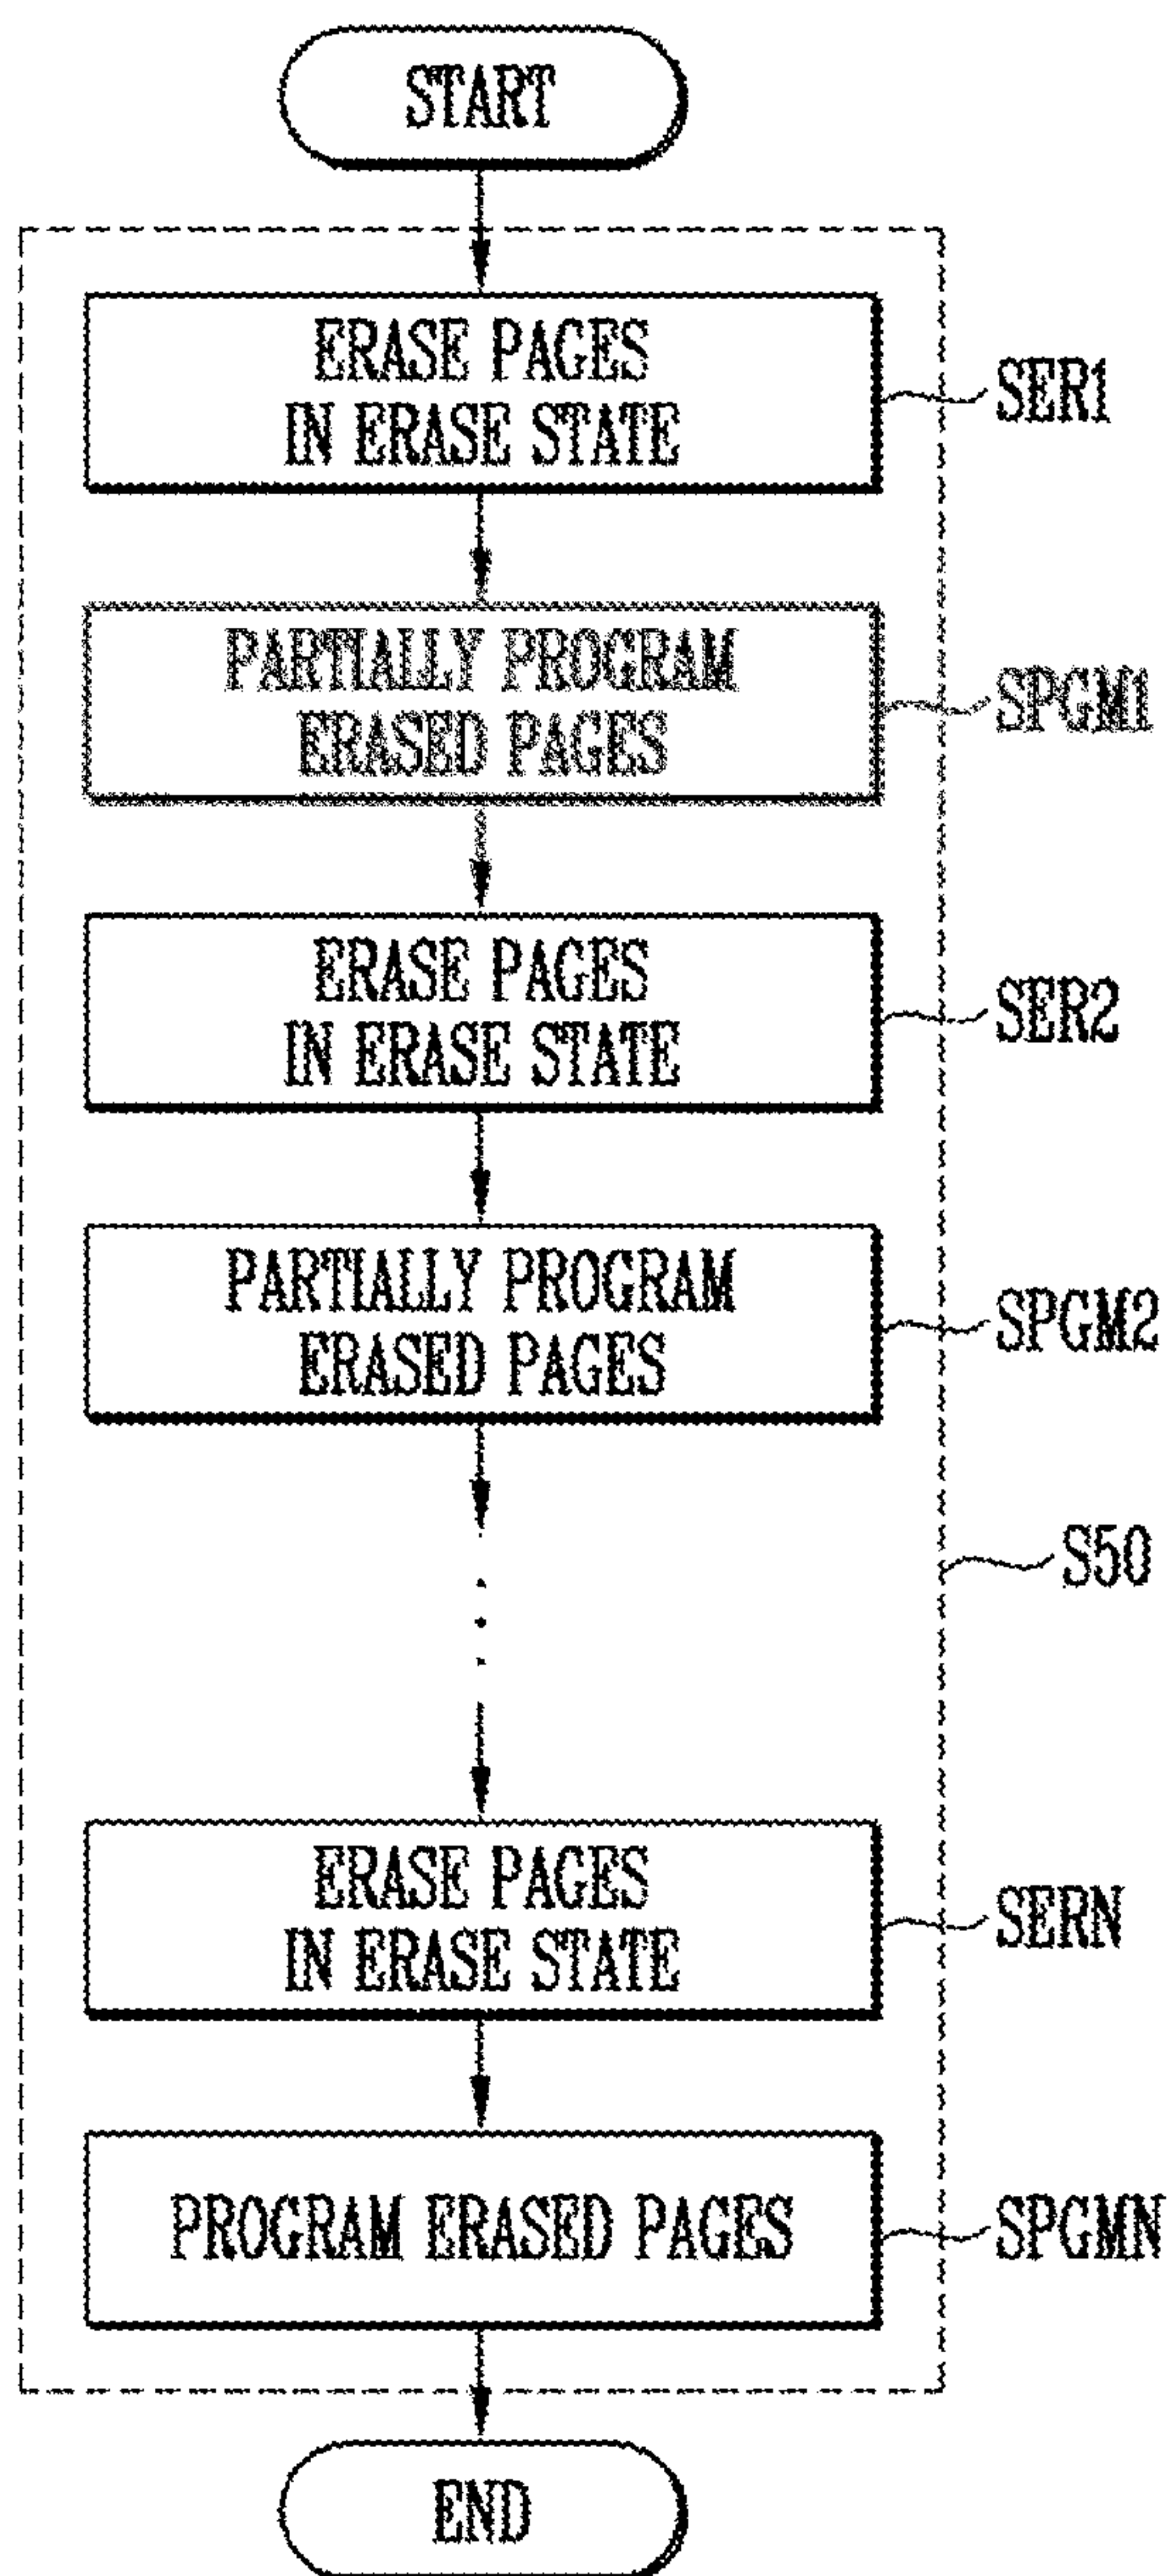 START
ERASE PAGES
IN ERASE STATE
SER1
PARTIALLY PROGRAM
ERASED PAGES
SPGM1
ERASE PAGES
IN ERASE STATE
SER2
PARTIALLY PROGRAM
ERASED PAGES
SPGM2
S50
ERASE PAGES
IN ERASE STATE
SERN
PROGRAM ERASED PAGES
SPGMN
END